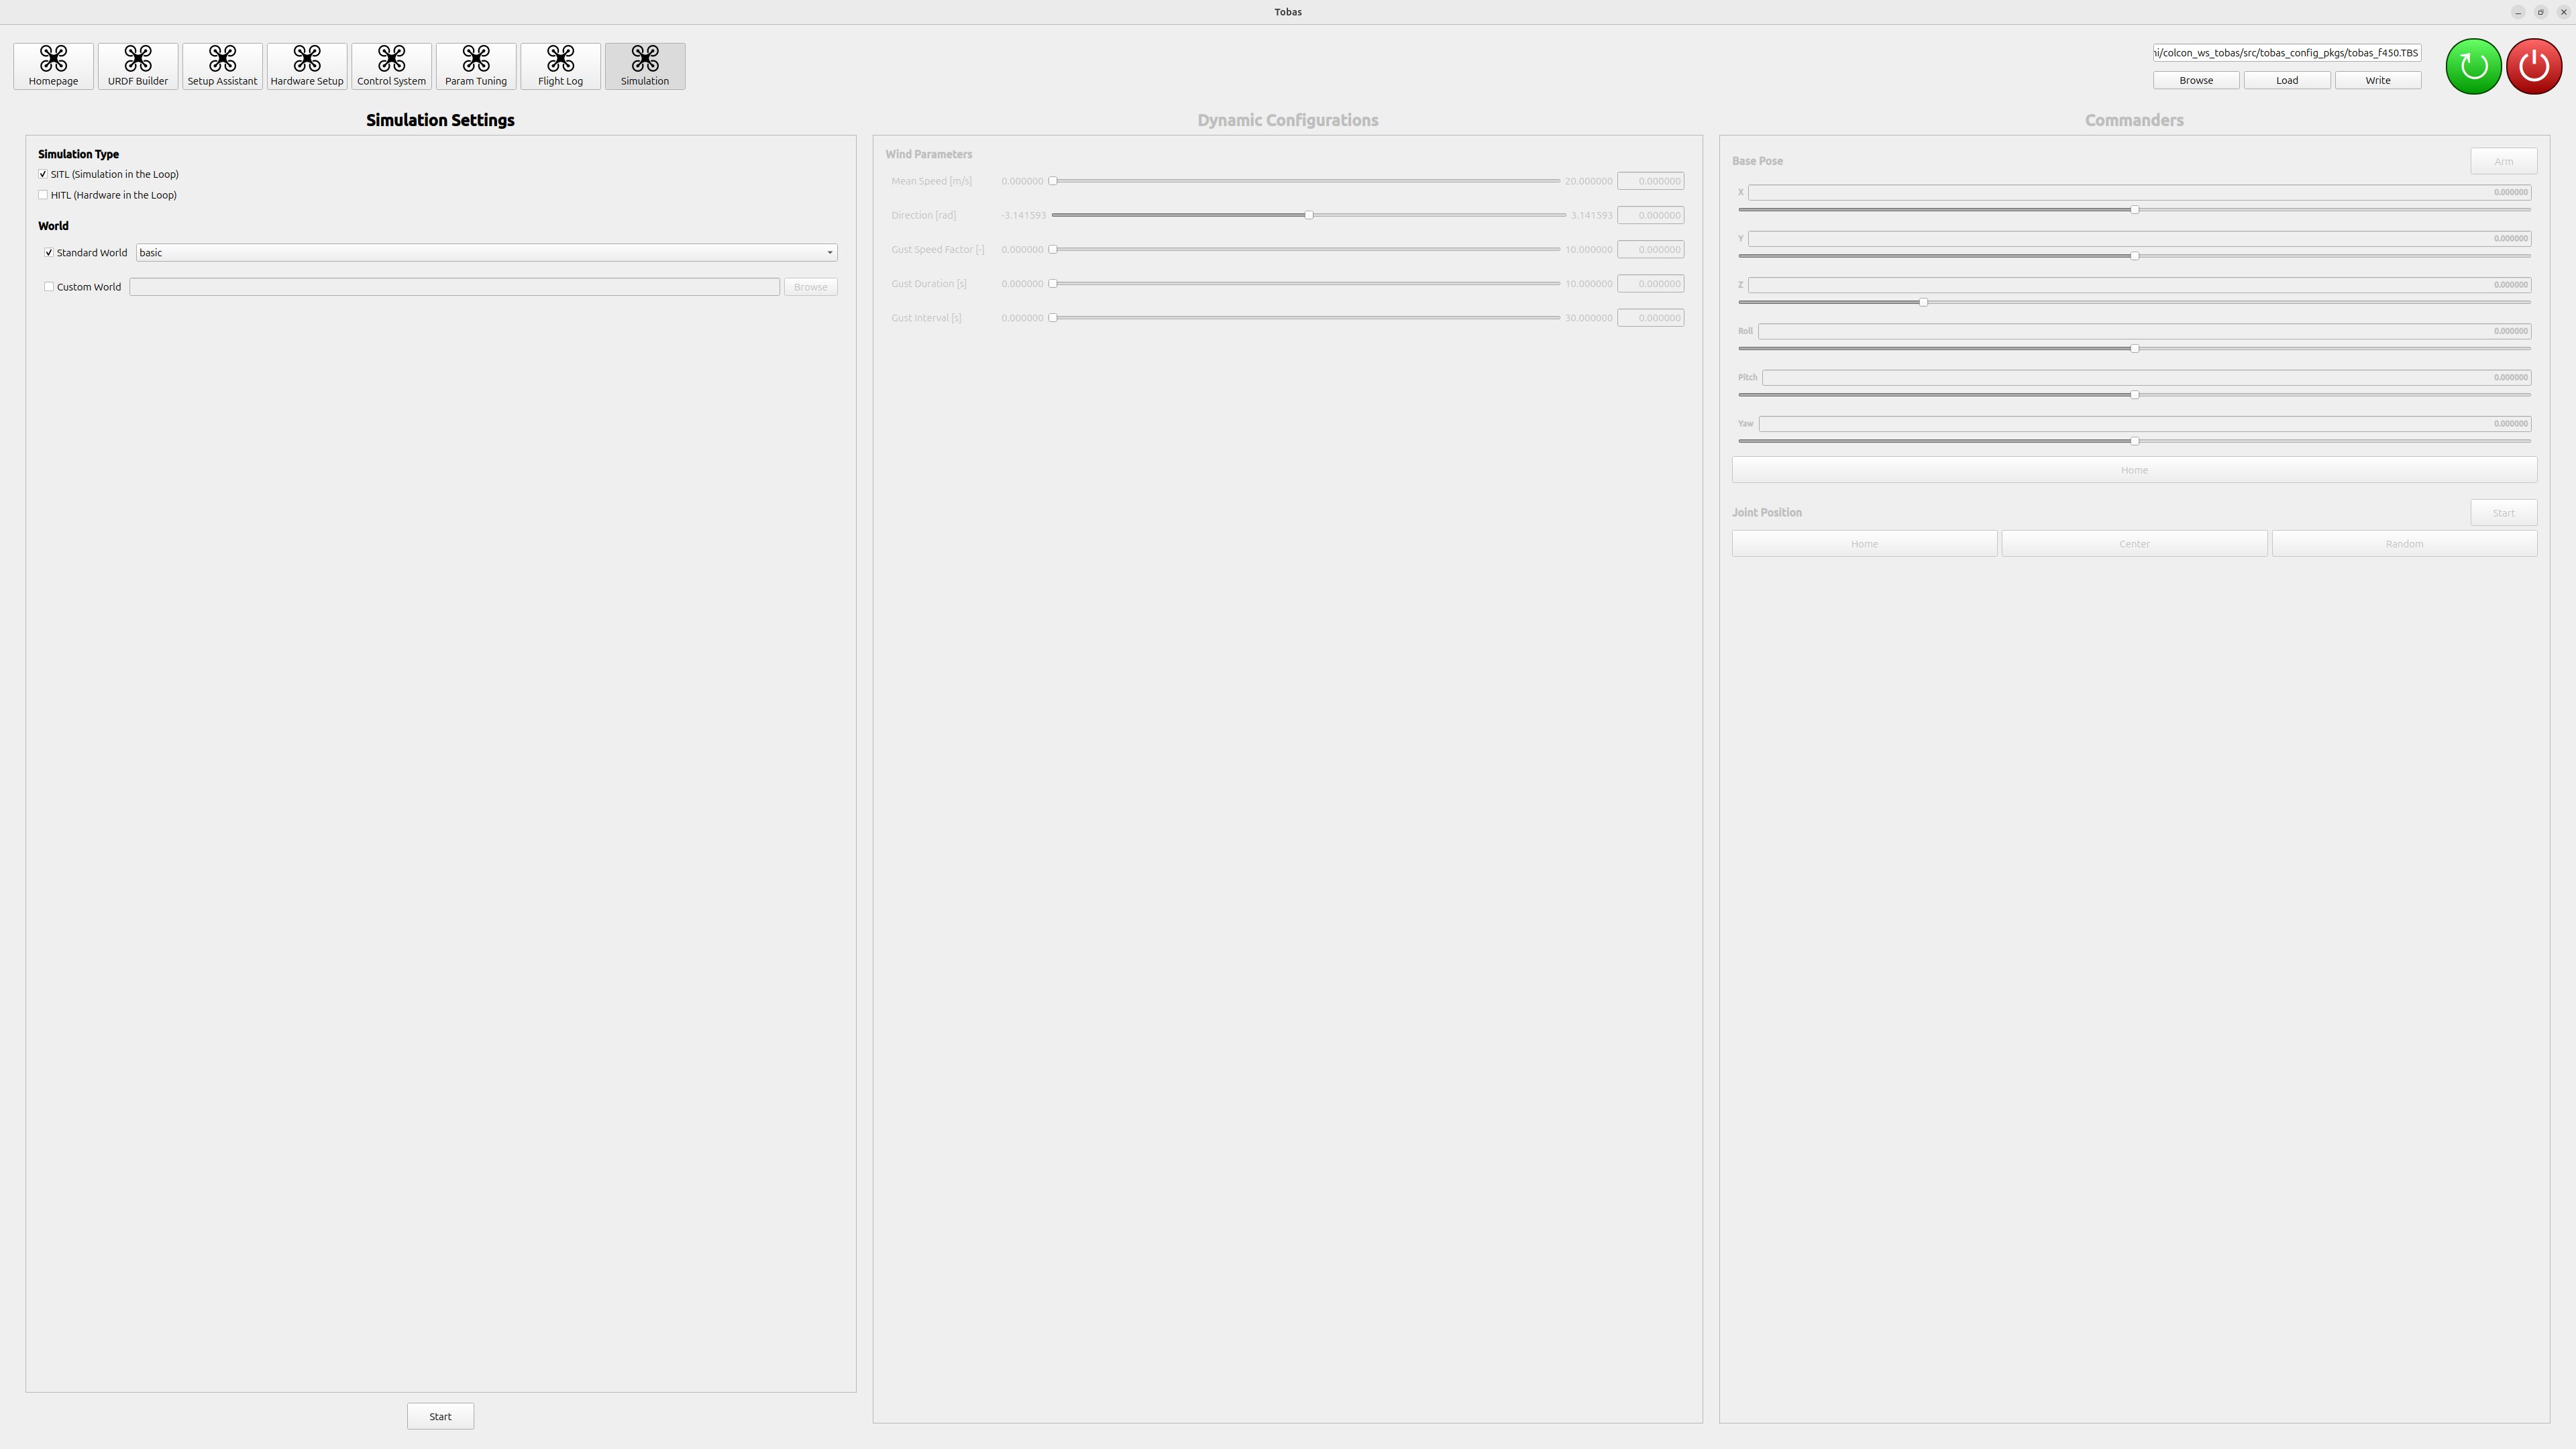 Tobas
Homepage
URDF Builder
Setup Assistant
Hardware Setup
Control System
Param Tuning
Flight Log
Simulation
/colcon_ws_tobas/src/tobas_config_pkgs/tobas_f450.TBS
Browse
Load
Write
Simulation Settings
Simulation Type
SITL (Simulation in the Loop)
HITL (Hardware in the Loop)
World
Standard World
basic
Custom World
Browse
Start
Dynamic Configurations
Wind Parameters
Mean Speed [m/s] 0.000000 20.000000 0.000000
Direction [rad] -3.141593 3.141593 0.000000
Gust Speed Factor [-] 0.000000 10.000000 0.000000
Gust Duration [s] 0.000000 10.000000 0.000000
Gust Interval [s] 0.000000 30.000000 0.000000
Commanders
Base Pose
Arm
X 0.000000
Y 0.000000
Z 0.000000
Roll 0.000000
Pitch 0.000000
Yaw 0.000000
Home
Joint Position
Start
Home
Center
Random